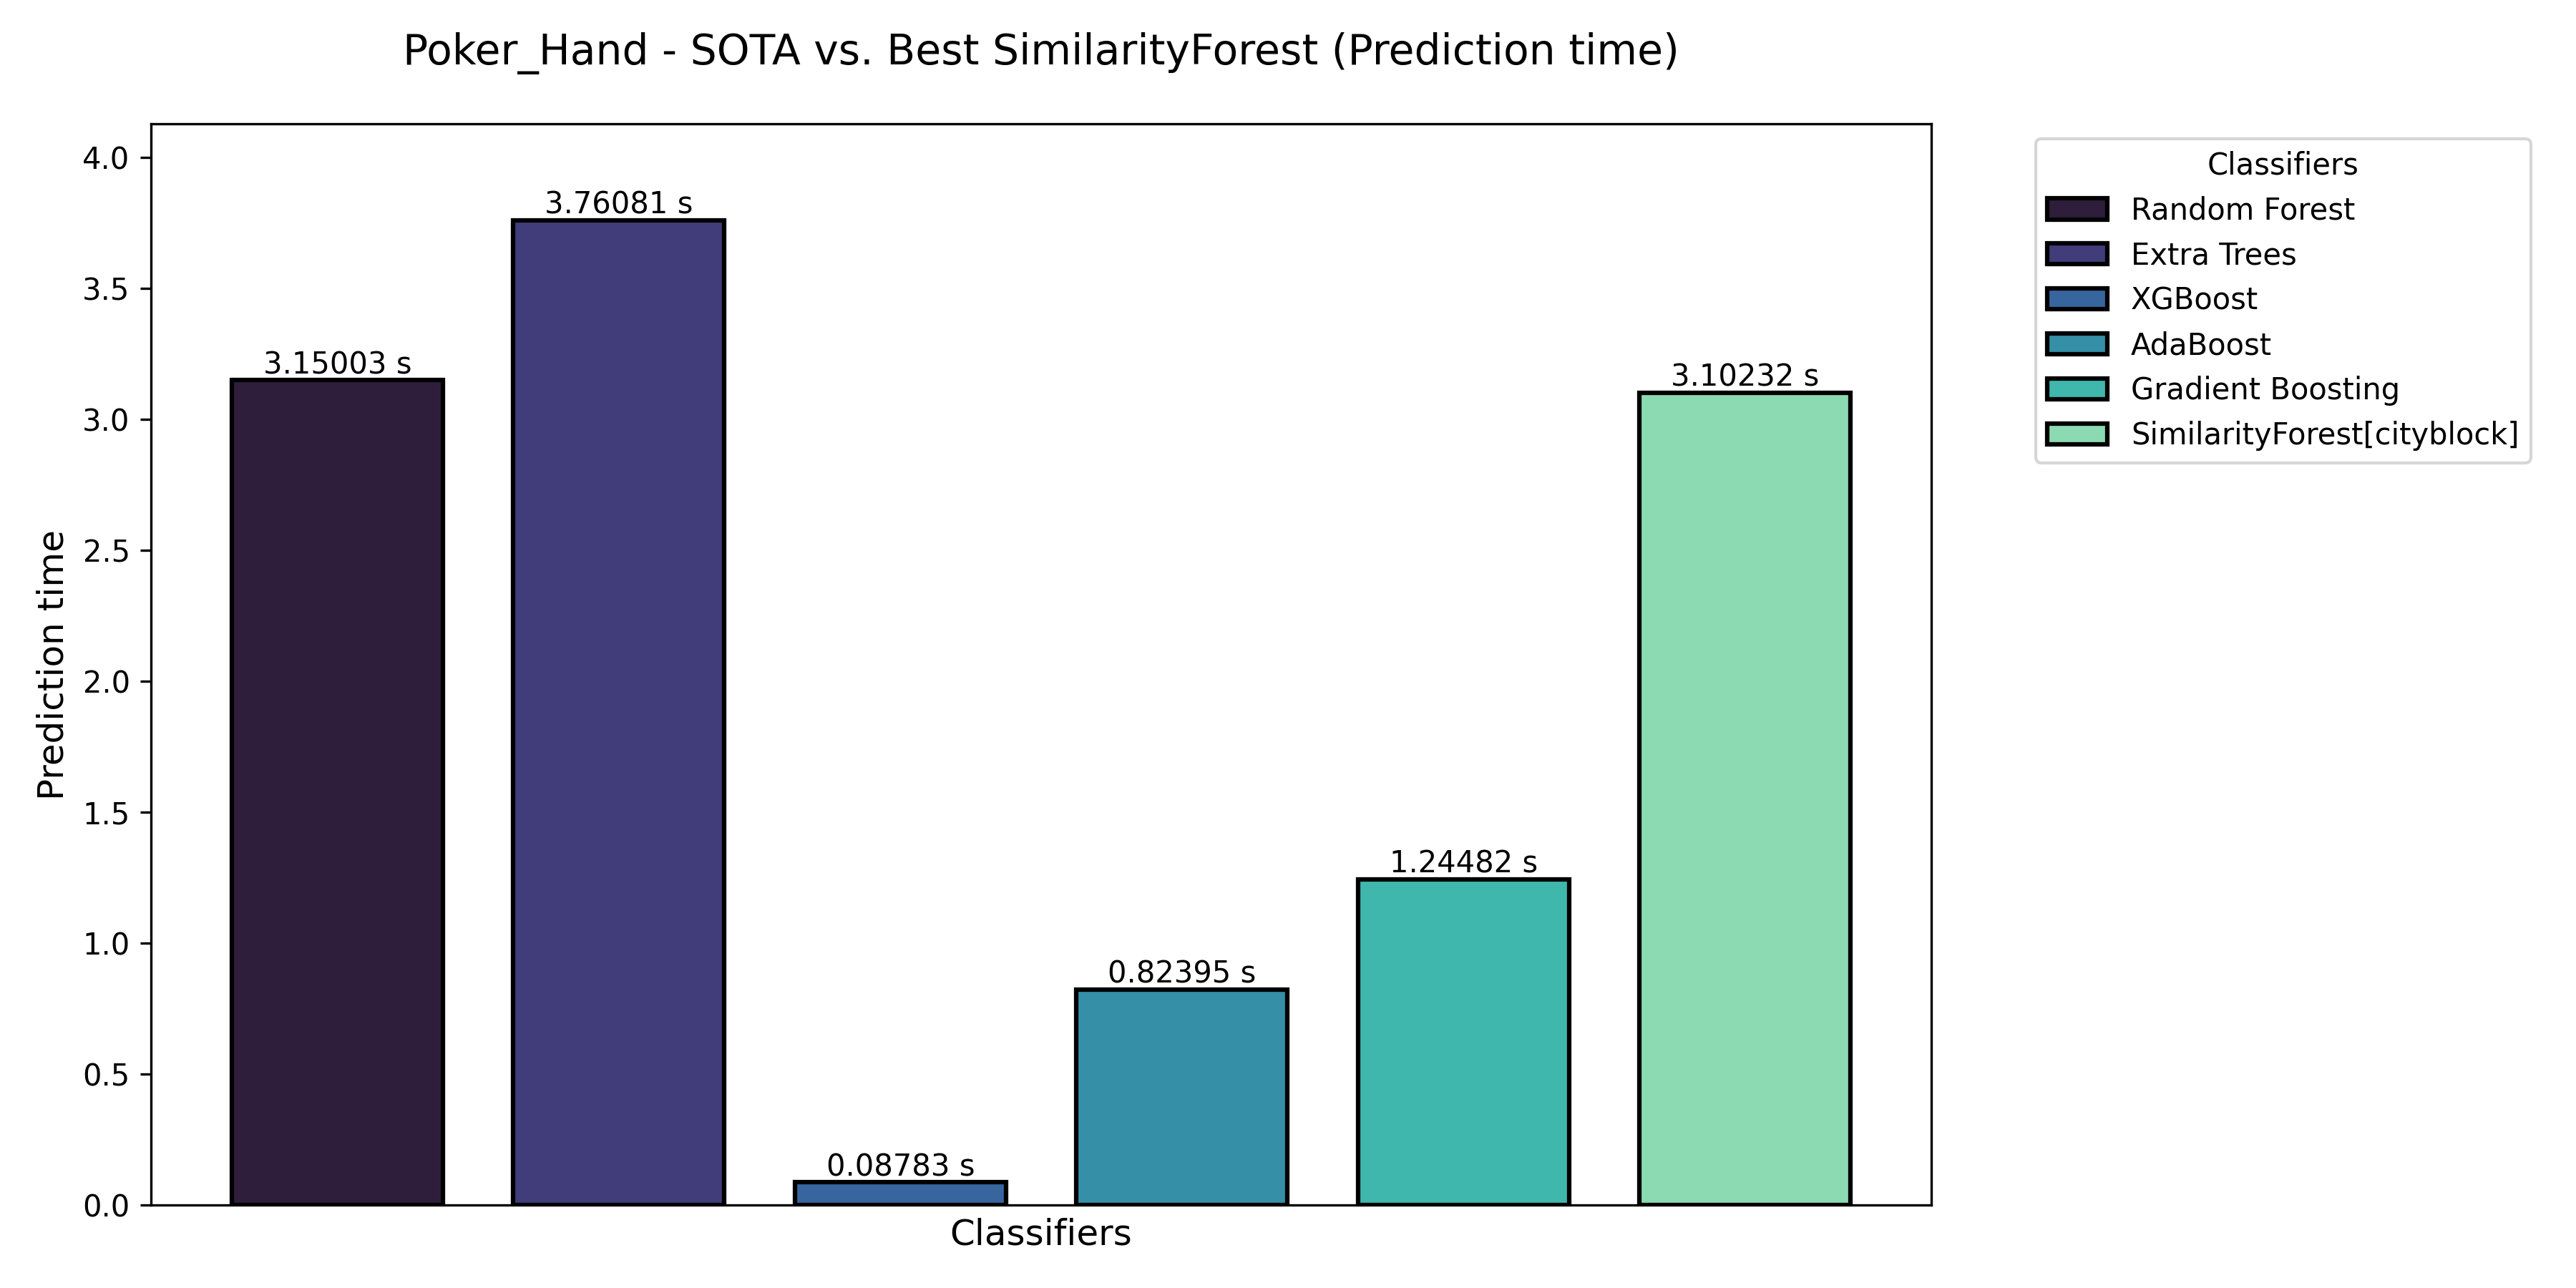 Poker_Hand - SOTA vs. Best SimilarityForest (Prediction time)
4.0
3.5
3.0
2.5
2.0
1.5
1.0
0.5
0.0
Prediction time
3.15003 s
3.76081 s
0.08783 s
0.82395 s
1.24482 s
3.10232 s
Classifiers
Classifiers
Random Forest
Extra Trees
XGBoost
AdaBoost
Gradient Boosting
SimilarityForest[cityblock]